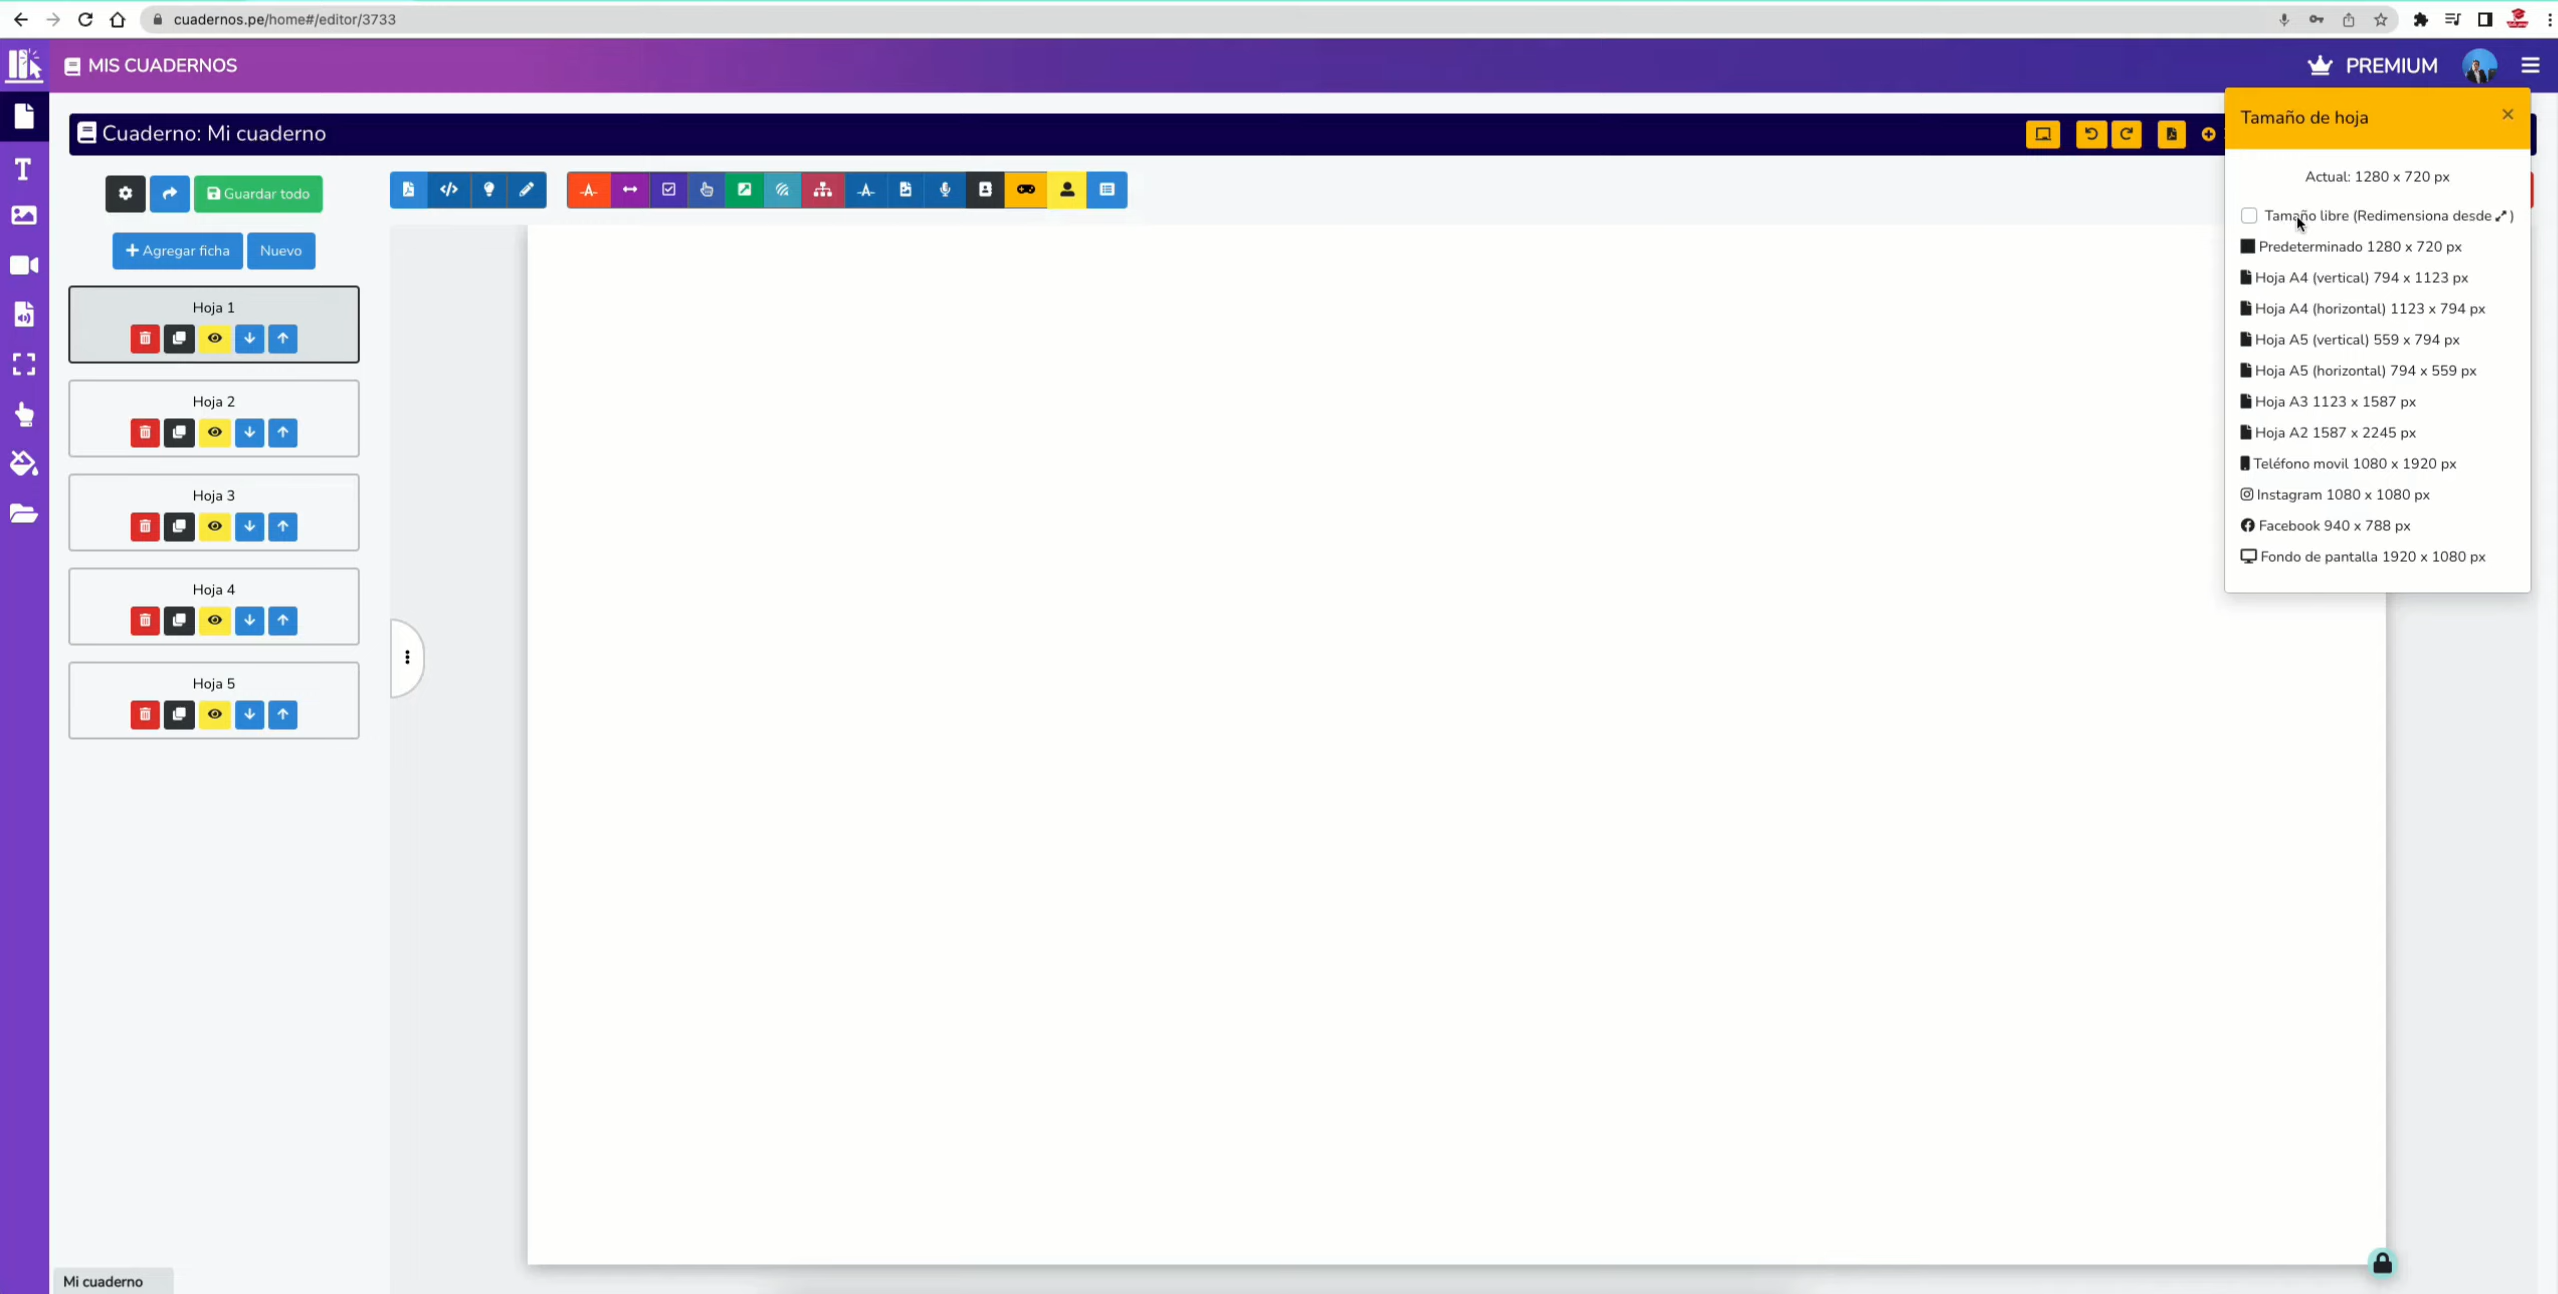 cuadernos.pe/home#/editor/3733
MIS CUADERNOS
PREMIUM
Cuaderno: Mi cuaderno
Guardar todo
Agregar ficha
Nuevo
Hoja 1
Hoja 2
Hoja 3
Hoja 4
Hoja 5
Tamaño de hoja
Actual: 1280 x 720 px
Tamaño libre (Redimensiona desde )
Predeterminado 1280 x 720 px
Hoja A4 (vertical) 794 x 1123 px
Hoja A4 (horizontal) 1123 x 794 px
Hoja A5 (vertical) 559 x 794 px
Hoja A5 (horizontal) 794 x 559 px
Hoja A3 1123 x 1587 px
Hoja A2 1587 x 2245 px
Teléfono movil 1080 x 1920 px
Instagram 1080 x 1080 px
Facebook 940 x 788 px
Fondo de pantalla 1920 x 1080 px
Mi cuaderno